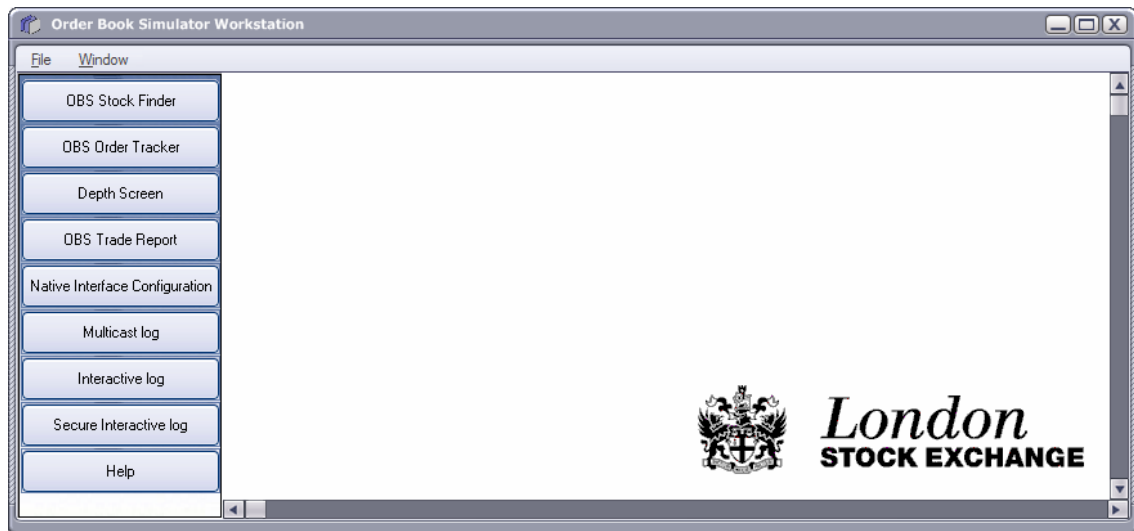 Order Book Simulator Workstation
File Window
OBS Stock Finder
OBS Order Tracker
Depth Screen
OBS Trade Report
Native Interface Configuration
Multicast log
Interactive log
Secure Interactive log
Help
London
STOCK EXCHANGE